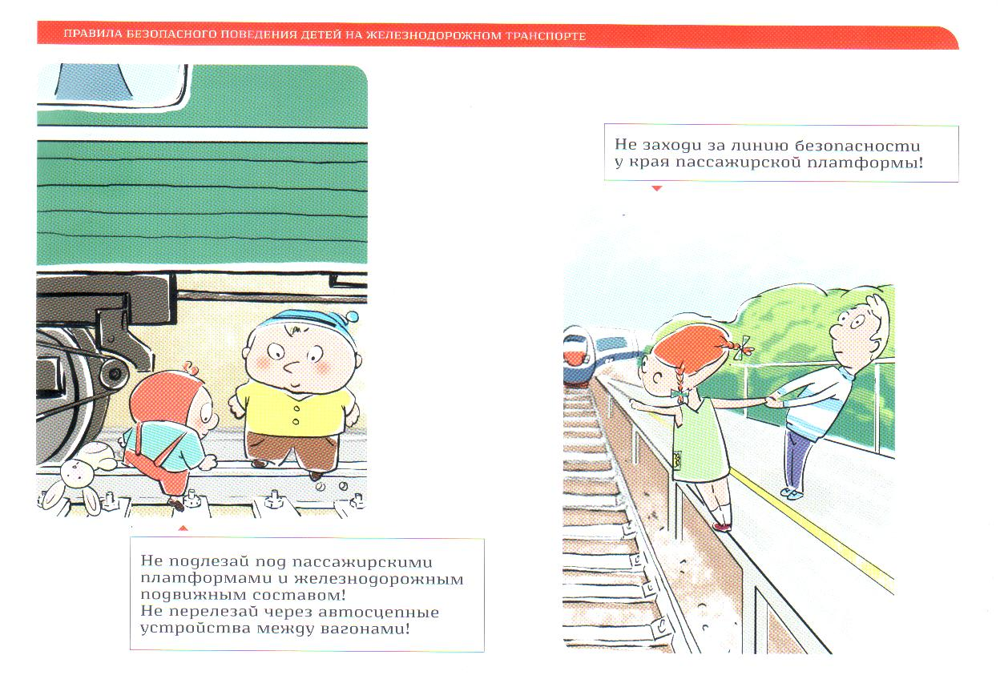 ПРАВИЛА БЕЗОПАСНОГО ПОВЕДЕНИЯ ДЕТЕЙ НА ЖЕЛЕЗНОДОРОЖНОМ ТРАНСПОРТЕ
Не заходи за линию безопасности
у края пассажирской платформы!
Не подлезай под пассажирскими
платформами и железнодорожным
подвижным составом!
Не перелезай через автосцепные
устройства между вагонами!